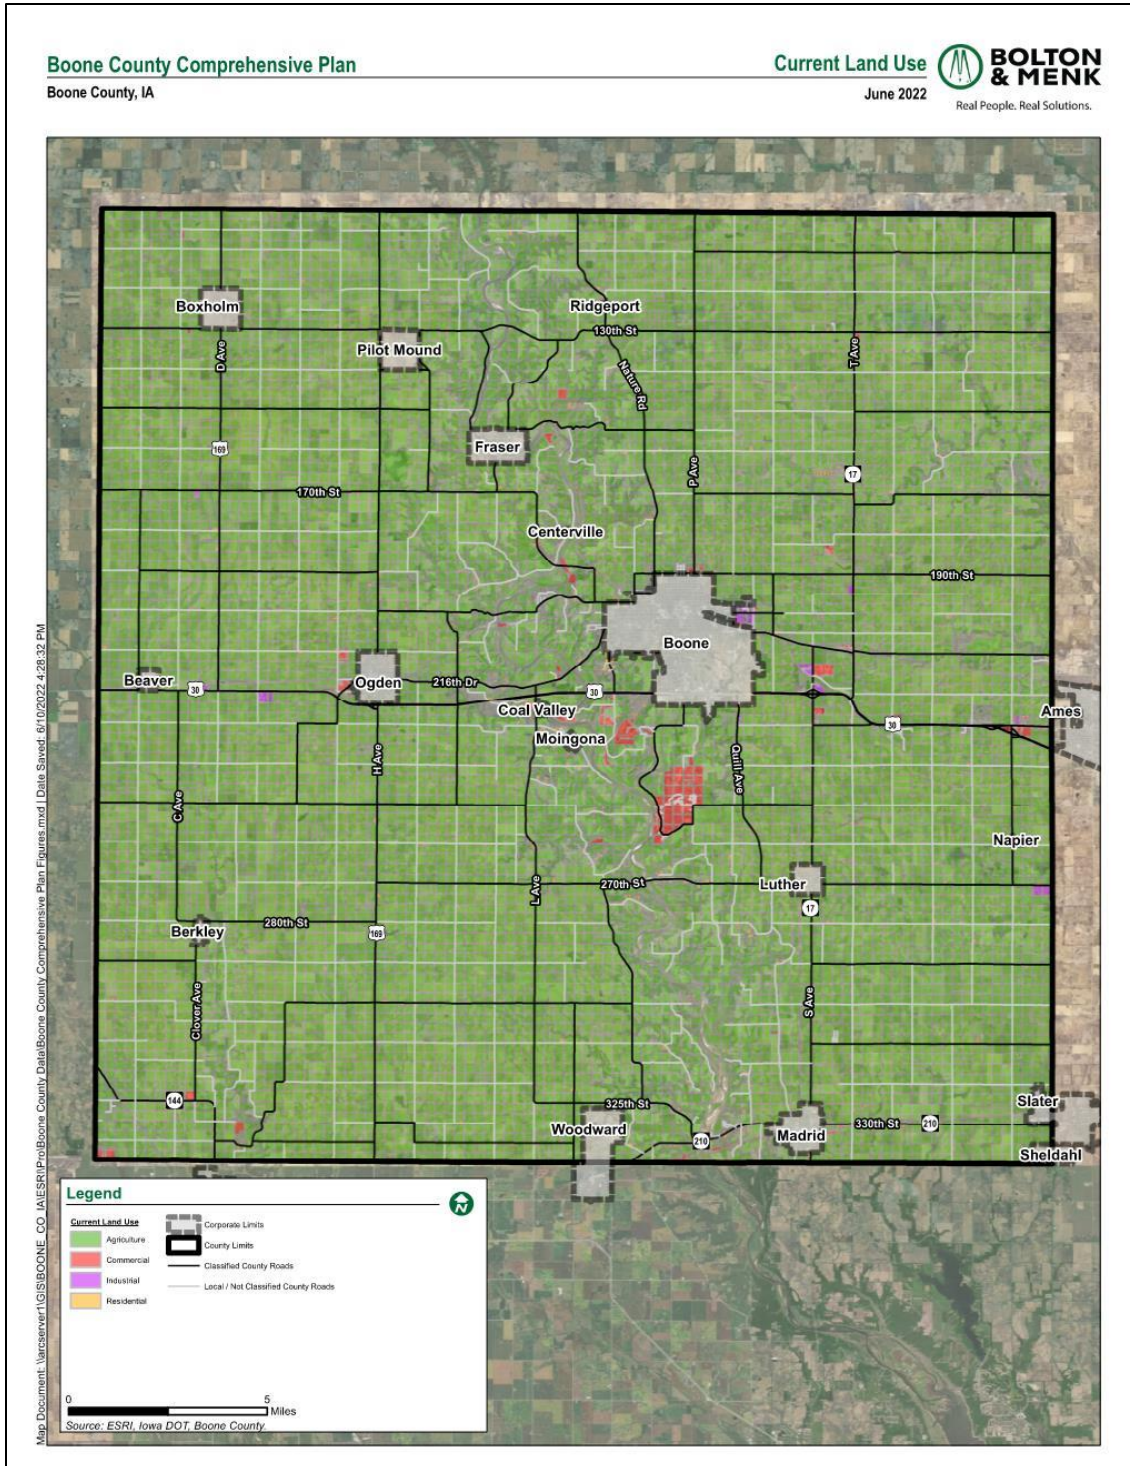 Boone County Comprehensive Plan
Boone County, IA
Current Land Use
June 2022
BOLTON
& MENK
Real People. Real Solutions.
Boxholm
Ridgeport
130th St
Pilot Mound
D Ave
T Ave
Nature Rd
Fraser
169
P Ave
17
170th St
Centerville
190th St
Boone
Beaver
30
Ogden
216th Dr
30
Coal Valley
Moingona
Ames
30
H Ave
Quill Ave
C Ave
Napier
L Ave
270th St
Luther
17
280th St
Berkley
169
Clover Ave
S Ave
144
325th St
Slater
Woodward
210
Madrid
330th St
210
Sheldahl
Legend
N
Current Land Use
Agriculture
Commercial
Industrial
Residential
Corporate Limits
County Limits
Classified County Roads
Local / Not Classified County Roads
0 5
Miles
Source: ESRI, Iowa DOT, Boone County.
Map Document: \\arcserver1\GIS\BOONE_CO_IA\ESRI\Pro\Boone County Data\Boone County Comprehensive Plan Figures.mxd | Date Saved: 6/10/2022 4:28:32 PM